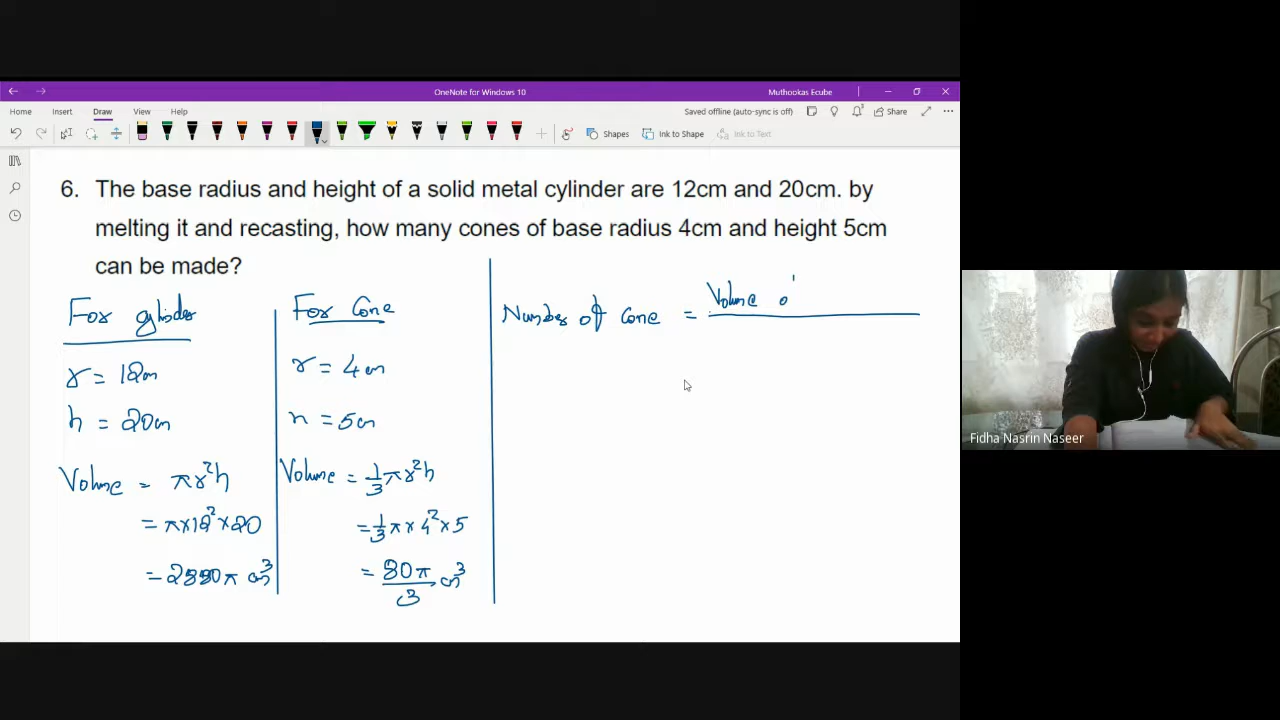 OneNote for Windows 10
Muthookas Ecube
Home Insert Draw View Help
Saved offline (auto-sync is off)
Share
Shapes
Ink to Shape
Ink to Text
6. The base radius and height of a solid metal cylinder are 12cm and 20cm. by
melting it and recasting, how many cones of base radius 4cm and height 5cm
can be made?
For cylinder
r = 12cm
h = 20cm
Volume = πr²h
= π×12²×20
= 2880π cm³
For Cone
r = 4cm
h = 5cm
Volume = 1/3 πr²h
= 1/3 π×4²×5
= 80π/3 cm³
Number of Cone = Volume o'
Fidha Nasrin Naseer